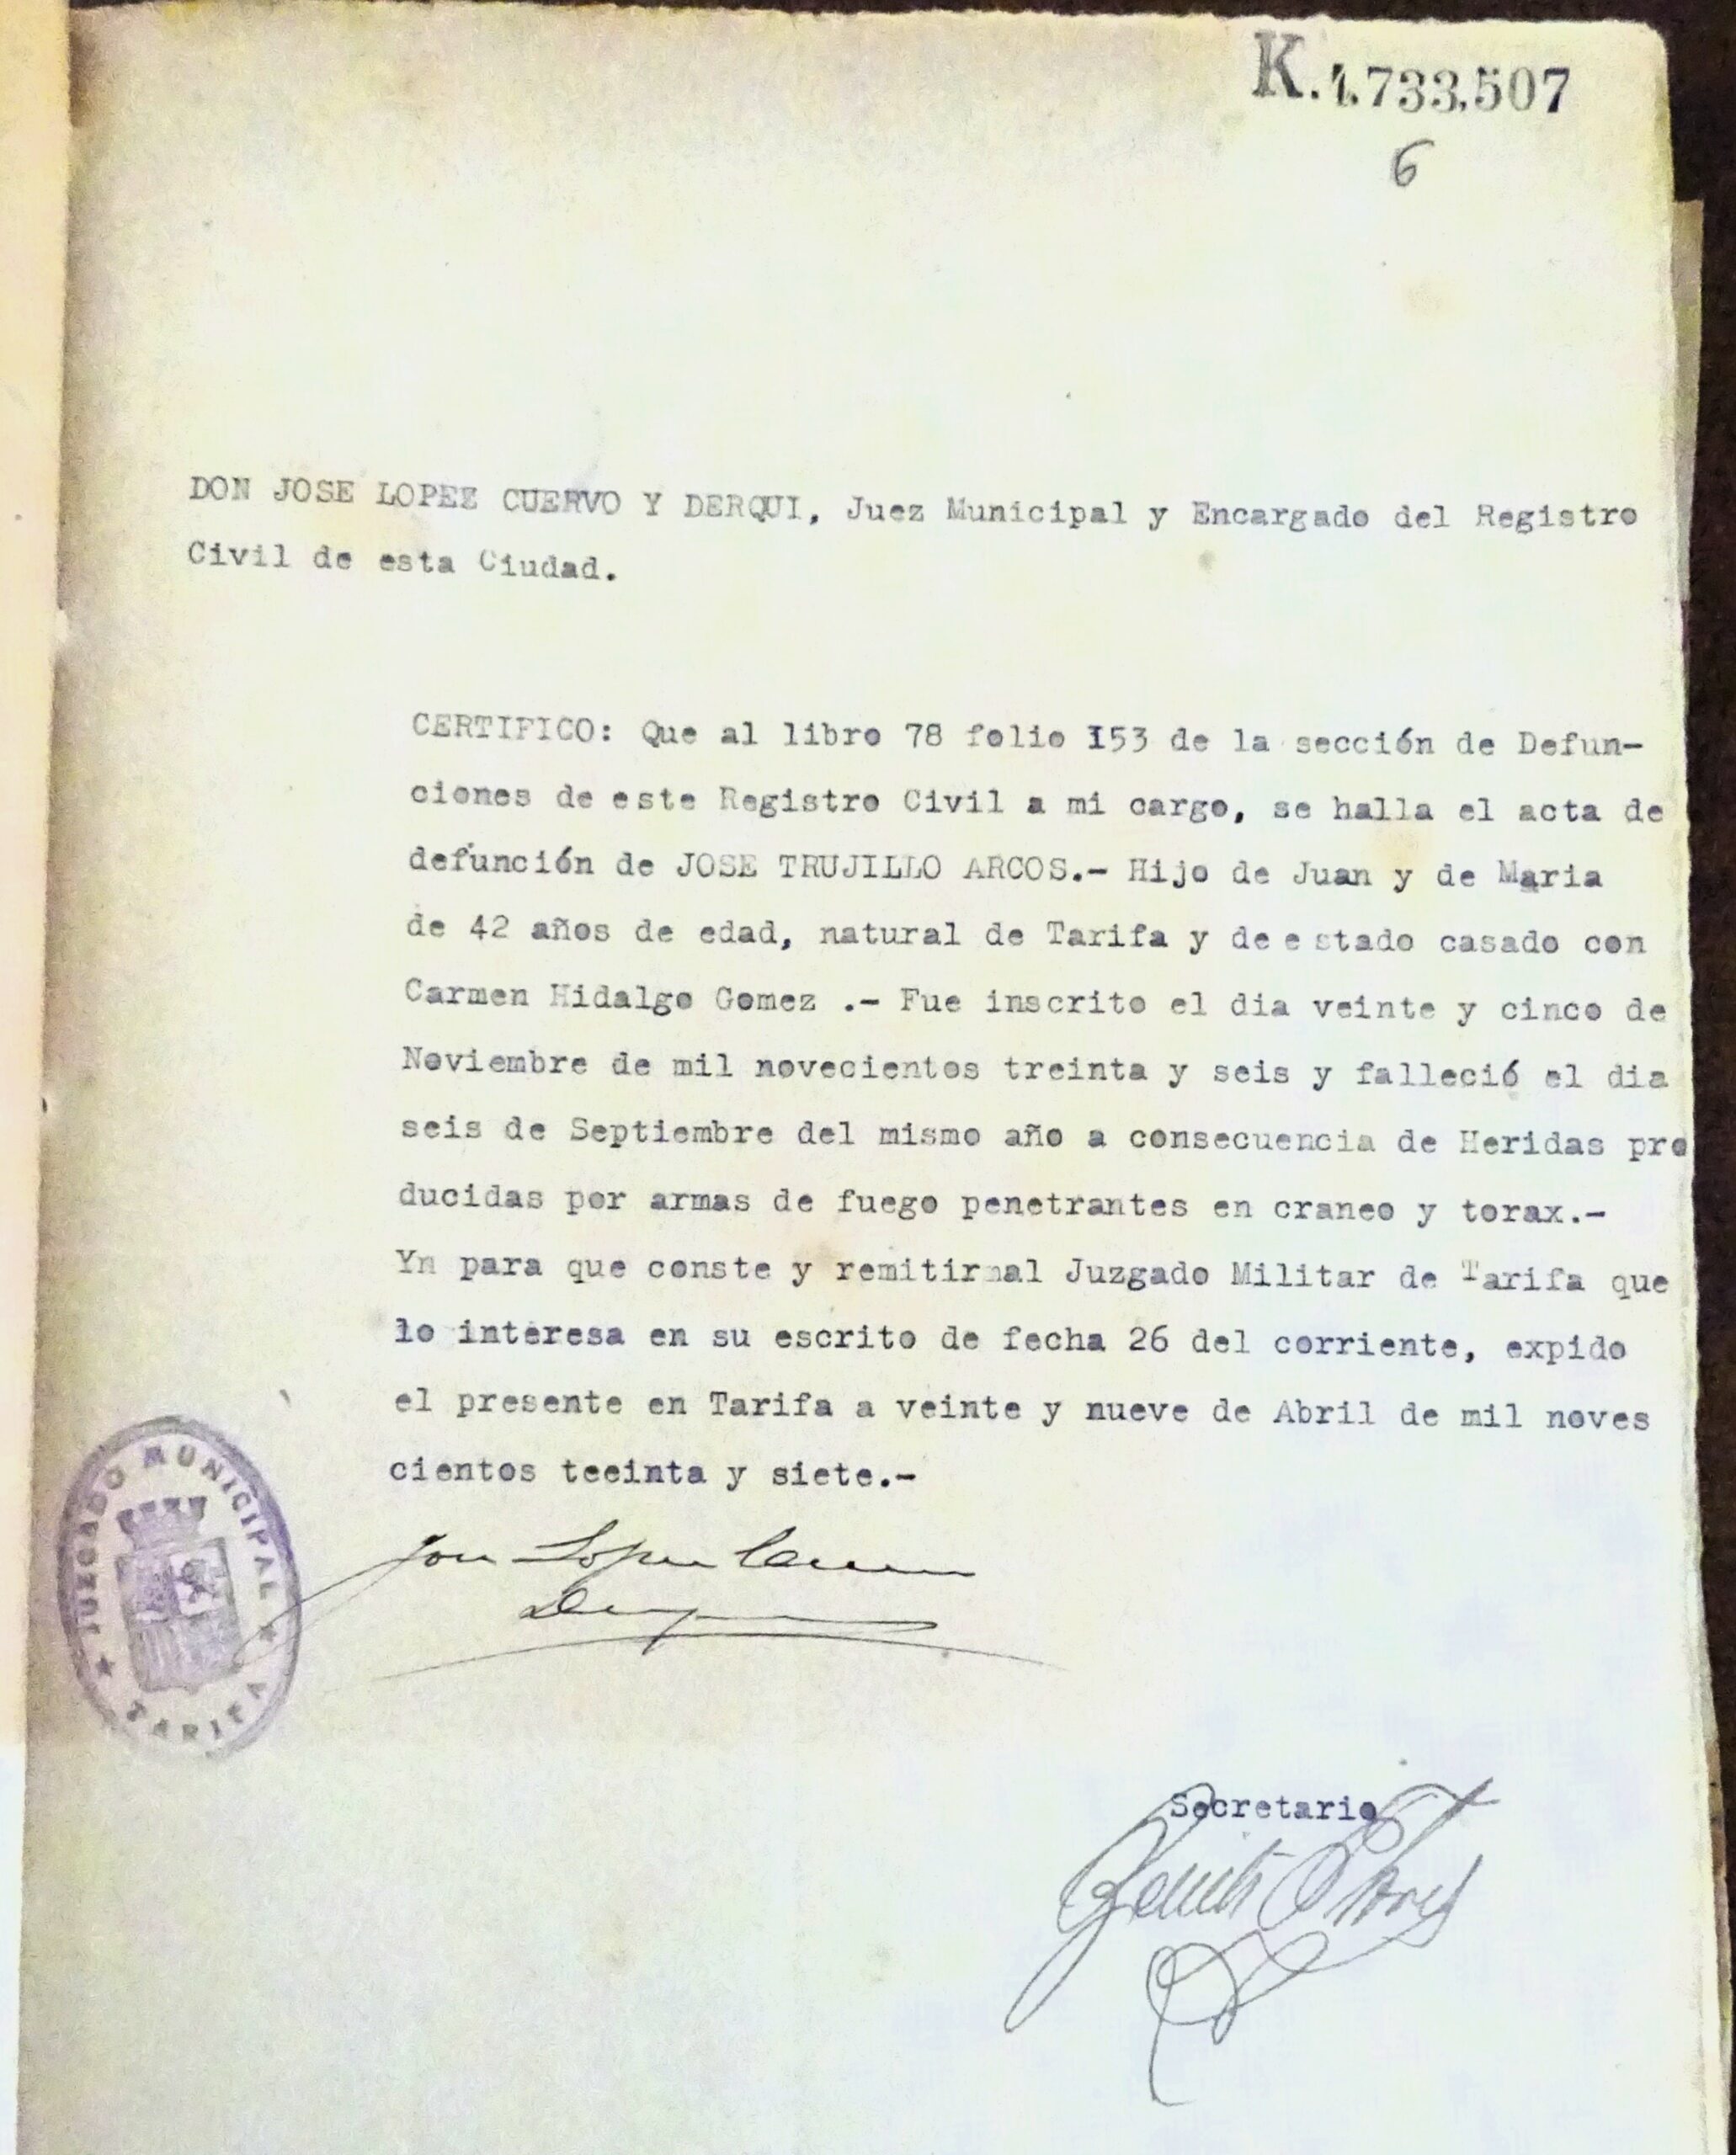 K.1.733.507
6
DON JOSE LOPEZ CUERVO Y DERQUI, Juez Municipal y Encargado del Registro
Civil de esta Ciudad.
CERTIFICO: Que al libro 78 folio I53 de la sección de Defun-
ciones de este Registro Civil a mi cargo, se halla el acta de
defunción de JOSE TRUJILLO ARCOS.- Hijo de Juan y de Maria
de 42 años de edad, natural de Tarifa y de estado casado con
Carmen Hidalgo Gomez .- Fue inscrito el dia veinte y cinco de
Noviembre de mil novecientos treinta y seis y falleció el dia
seis de Septiembre del mismo año a consecuencia de Heridas pro
ducidas por armas de fuego penetrantes en craneo y torax.-
Yn para que conste y remitir al Juzgado Militar de Tarifa que
lo interesa en su escrito de fecha 26 del corriente, expido
el presente en Tarifa a veinte y nueve de Abril de mil noves
cientos teeinta y siete.-
JUZGADO MUNICIPAL
TARIFA
Jose Lopez Cuervo
Derqui
Secretario